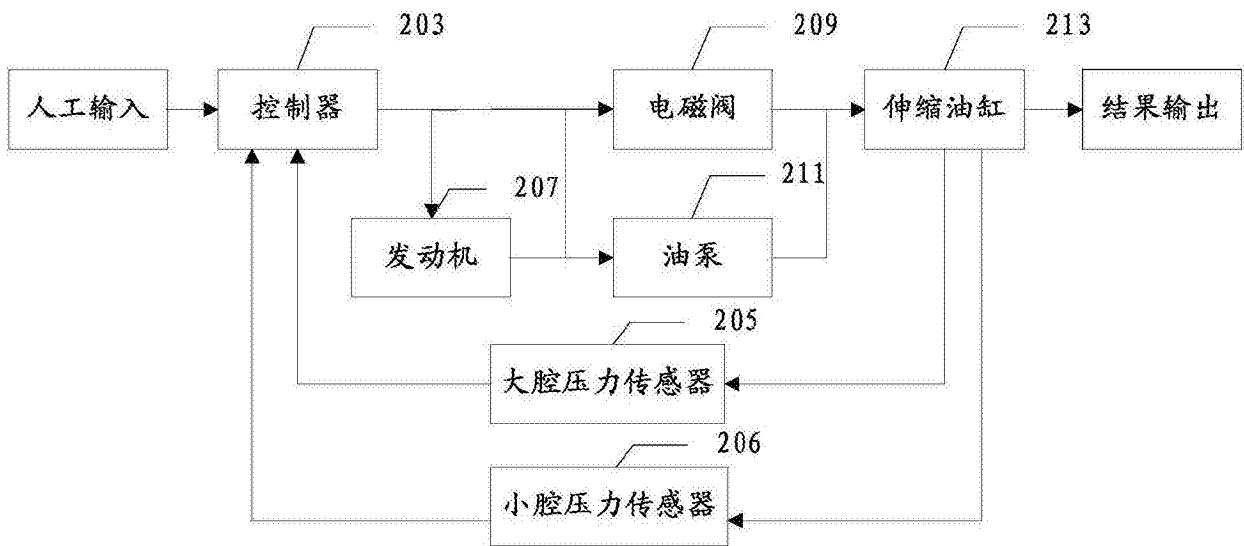 203
209
213
人工输入
控制器
电磁阀
伸缩油缸
结果输出
207
211
发动机
油泵
205
大腔压力传感器
206
小腔压力传感器